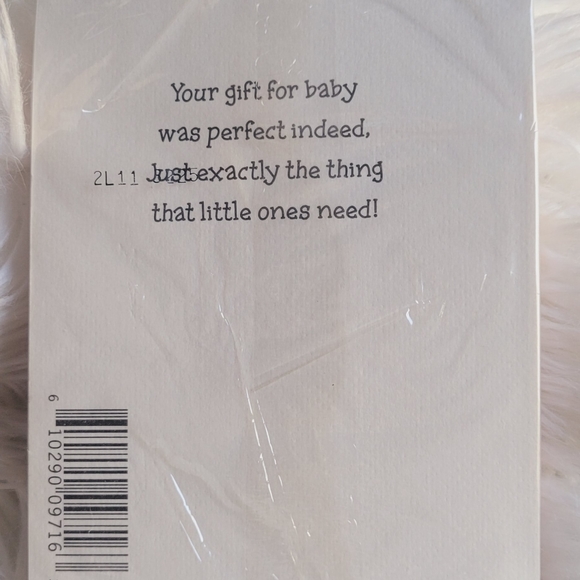 Your gift for baby
was perfect indeed,
2L11 Just exactly the thing
that little ones need!
6 10290 09716